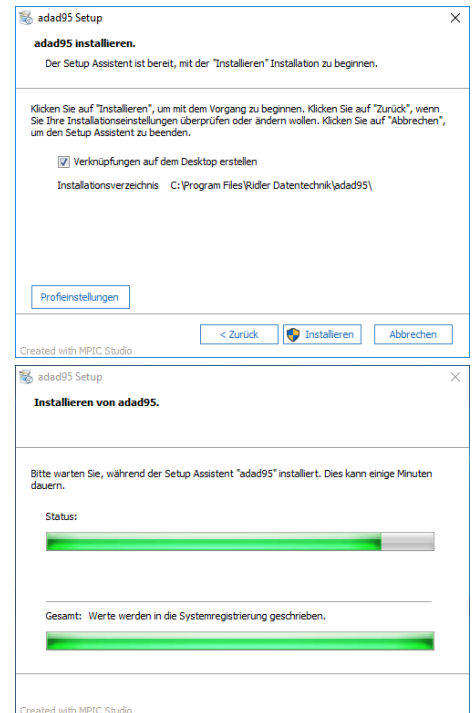 adad95 Setup
adad95 installieren.
Der Setup Assistent ist bereit, mit der "Installieren" Installation zu beginnen.
Klicken Sie auf "Installieren", um mit dem Vorgang zu beginnen. Klicken Sie auf "Zurück", wenn
Sie Ihre Installationseinstellungen überprüfen oder ändern wollen. Klicken Sie auf "Abbrechen",
um den Setup Assistent zu beenden.
Verknüpfungen auf dem Desktop erstellen
Installationsverzeichnis C:\Program Files\Ridler Datentechnik\adad95\
Profieinstellungen
< Zurück Installieren Abbrechen
Created with MPIC Studio
adad95 Setup
Installieren von adad95.
Bitte warten Sie, während der Setup Assistent "adad95" installiert. Dies kann einige Minuten
dauern.
Status:
Gesamt: Werte werden in die Systemregistrierung geschrieben.
Created with MPIC Studio